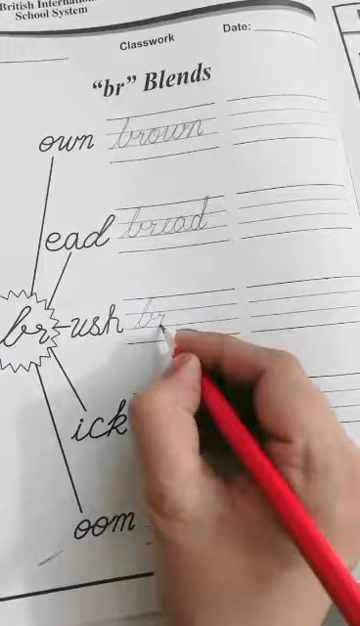 British International
School System
Classwork
Date:
"br" Blends
own brown
ead bread
br ush br
ick
oom